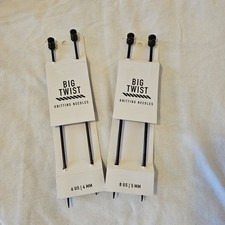 BIG
TWIST
KNITTING NEEDLES
6 US | 4 MM
BIG
TWIST
KNITTING NEEDLES
8 US | 5 MM